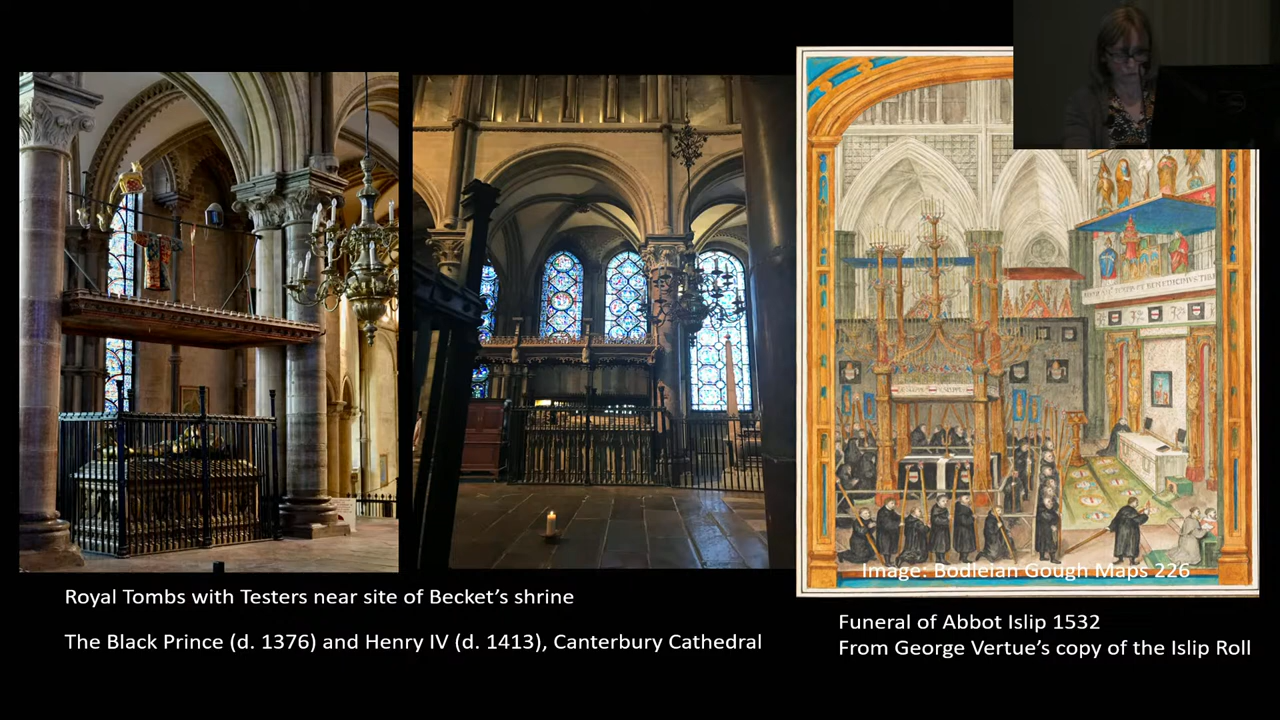 Image: Bodleian Gough Maps 226
Royal Tombs with Testers near site of Becket's shrine
The Black Prince (d. 1376) and Henry IV (d. 1413), Canterbury Cathedral
Funeral of Abbot Islip 1532
From George Vertue's copy of the Islip Roll